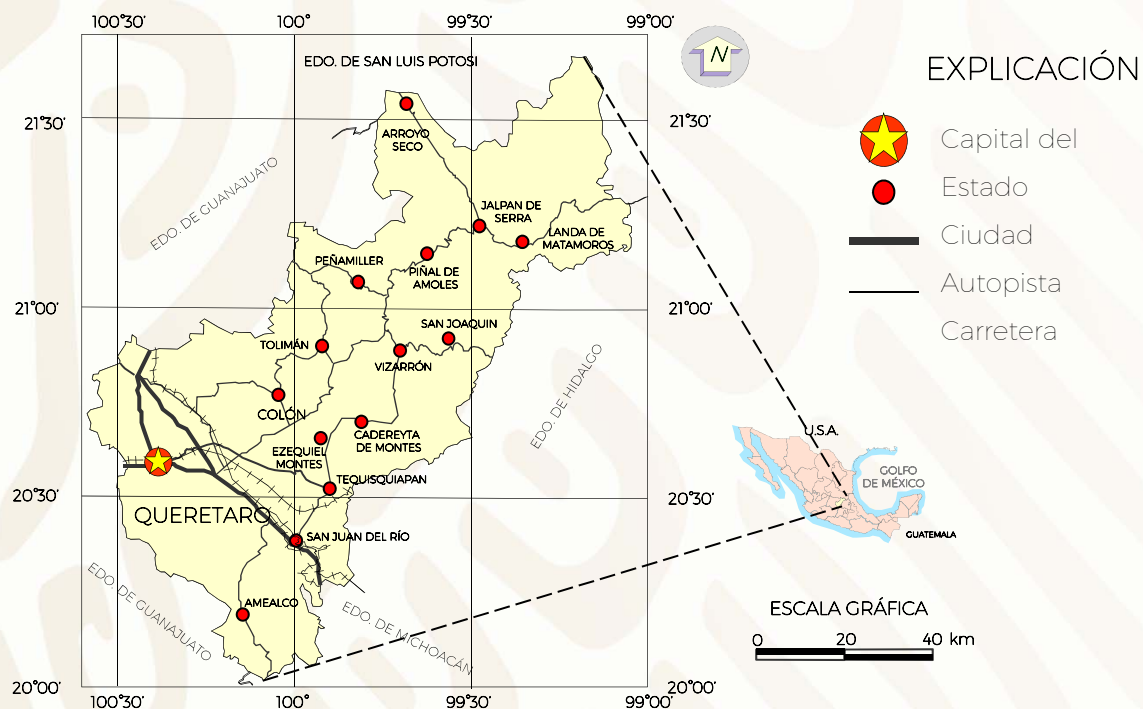 100°30'
100°
99°30'
99°00'
EDO. DE SAN LUIS POTOSI
N
EXPLICACIÓN
21°30'
21°30'
ARROYO
SECO
Capital del
Estado
Ciudad
Autopista
Carretera
EDO. DE GUANAJUATO
JALPAN DE
SERRA
LANDA DE
MATAMOROS
PEÑAMILLER
PIÑAL DE
AMOLES
21°00'
21°00'
SAN JOAQUIN
TOLIMÁN
VIZARRÓN
EDO. DE HIDALGO
COLÓN
CADEREYTA
DE MONTES
EZEQUIEL
MONTES
TEQUISQUIAPAN
U.S.A.
GOLFO
DE MÉXICO
GUATEMALA
20°30'
20°30'
QUERETARO
SAN JUAN DEL RÍO
EDO. DE GUANAJUATO
AMEALCO
EDO. DE MICHOACÁN
ESCALA GRÁFICA
0 20 40 km
20°00'
20°00'
100°30'
100°
99°30'
99°00'